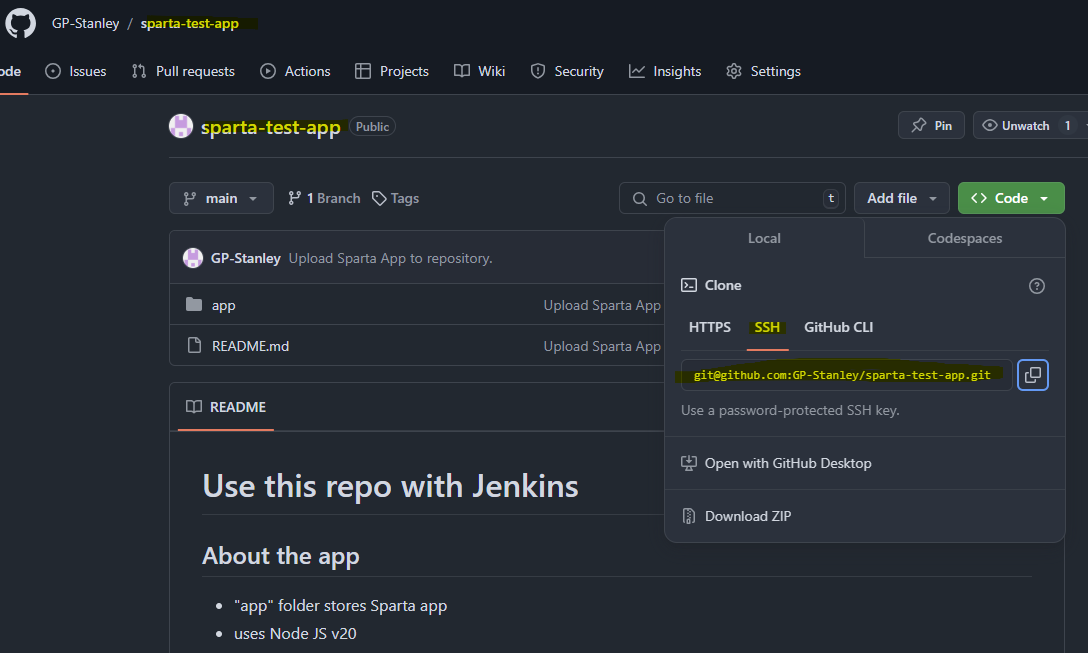 GP-Stanley / sparta-test-app
ode Issues Pull requests Actions Projects Wiki Security Insights Settings
sparta-test-app Public Pin Unwatch 1
main 1 Branch Tags Go to file t Add file <> Code
Local Codespaces
GP-Stanley Upload Sparta App to repository.
Clone ?
app Upload Sparta App
HTTPS SSH GitHub CLI
README.md Upload Sparta App
git@github.com:GP-Stanley/sparta-test-app.git
Use a password-protected SSH key.
README
Open with GitHub Desktop
Use this repo with Jenkins
Download ZIP
About the app
"app" folder stores Sparta app
uses Node JS v20